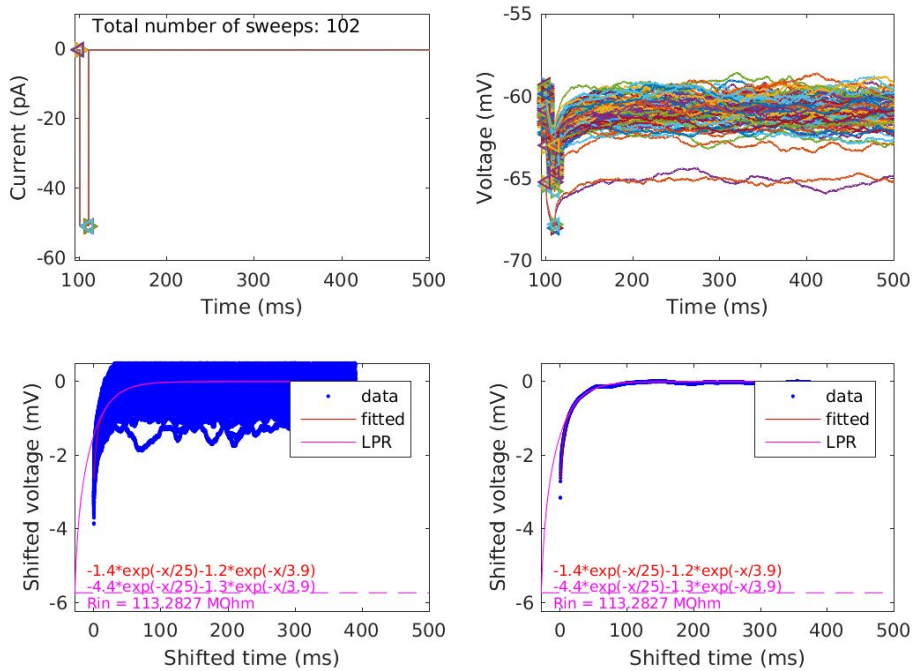 Total number of sweeps: 102
0
-20
-40
-60
100 200 300 400 500
Current (pA)
Time (ms)
-55
-60
-65
-70
100 200 300 400 500
Voltage (mV)
Time (ms)
0
-2
-4
-6
0 100 200 300 400 500
Shifted voltage (mV)
Shifted time (ms)
data
fitted
LPR
-1.4*exp(-x/25)-1.2*exp(-x/3.9)
-4.4*exp(-x/25)-1.3*exp(-x/3.9)
Rin = 113.2827 MQhm
0
-2
-4
-6
0 100 200 300 400 500
Shifted voltage (mV)
Shifted time (ms)
data
fitted
LPR
-1.4*exp(-x/25)-1.2*exp(-x/3.9)
-4.4*exp(-x/25)-1.3*exp(-x/3.9)
Rin = 113.2827 MQhm